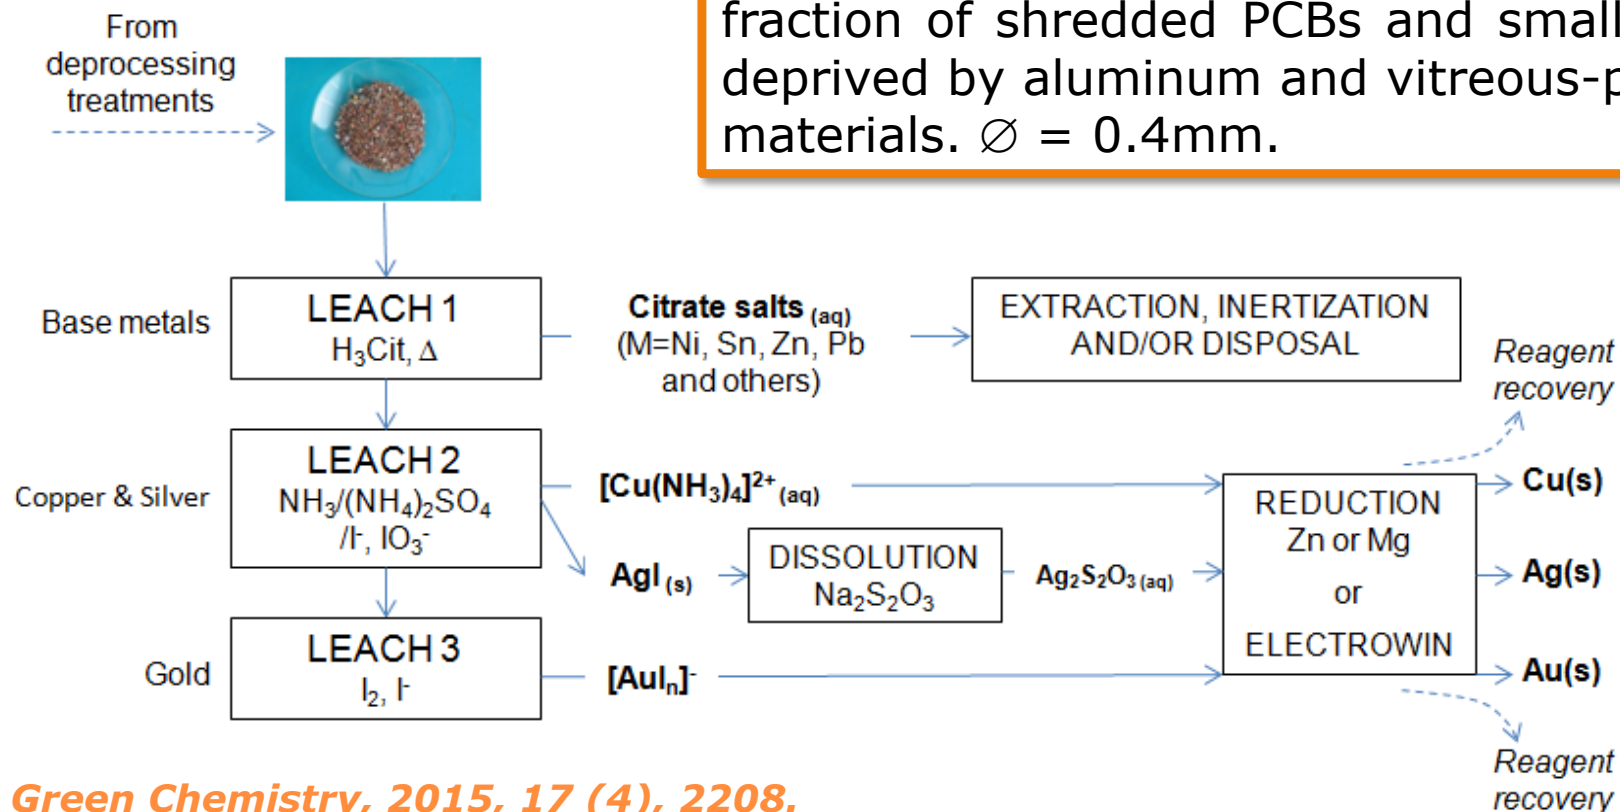 fraction of shredded PCBs and small
deprived by aluminum and vitreous-p
materials. ∅ = 0.4mm.
From
deprocessing
treatments
Base metals
LEACH 1
H₃Cit, Δ
Citrate salts (aq)
(M=Ni, Sn, Zn, Pb
and others)
EXTRACTION, INERTIZATION
AND/OR DISPOSAL
Reagent
recovery
Copper & Silver
LEACH 2
NH₃/(NH₄)₂SO₄
/I⁻, IO₃⁻
[Cu(NH₃)₄]²⁺ (aq)
AgI (s)
DISSOLUTION
Na₂S₂O₃
Ag₂S₂O₃ (aq)
REDUCTION
Zn or Mg
or
ELECTROWIN
Cu(s)
Ag(s)
Au(s)
Gold
LEACH 3
I₂, I⁻
[AuIₙ]⁻
Reagent
recovery
Green Chemistry, 2015, 17 (4), 2208.